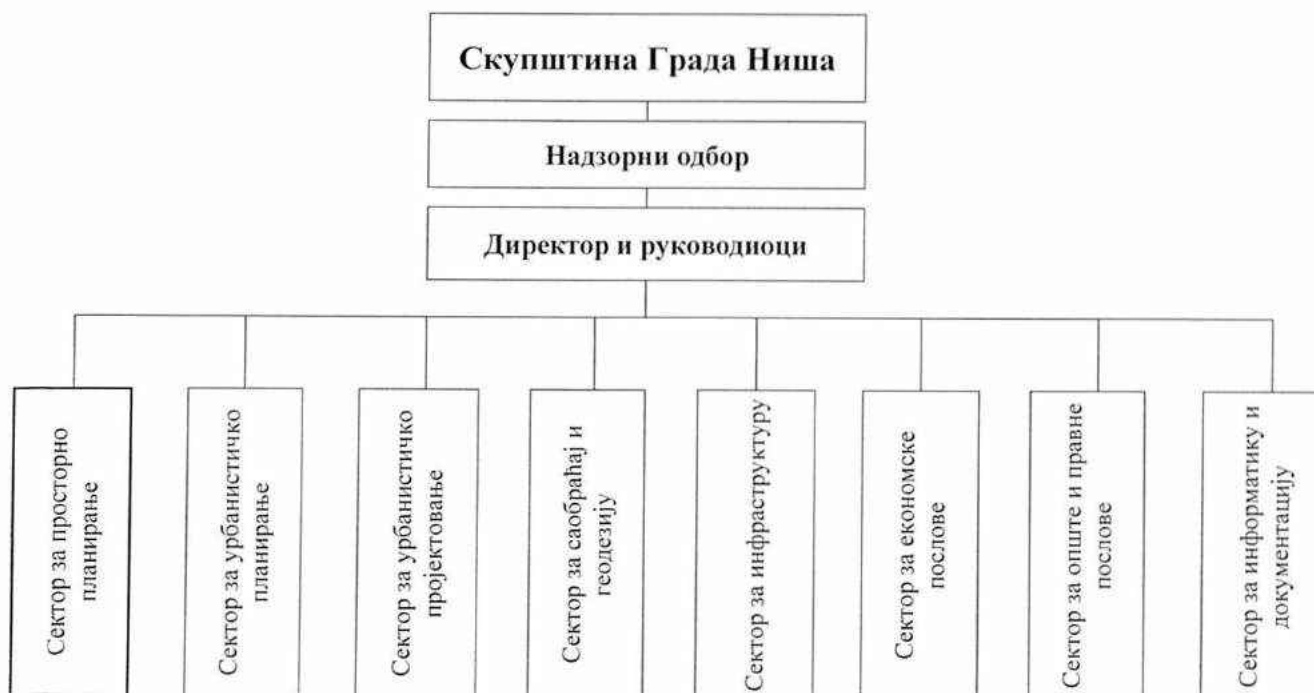 Скупштина Града Ниша
Надзорни одбор
Директор и руководиоци
Сектор за просторно
планирање
Сектор за урбанистичко
планирање
Сектор за урбанистичко
пројектовање
Сектор за саобраћај и
геодезију
Сектор за инфраструктуру
Сектор за економске
послове
Сектор за опште и правне
послове
Сектор за информатику и
документацију